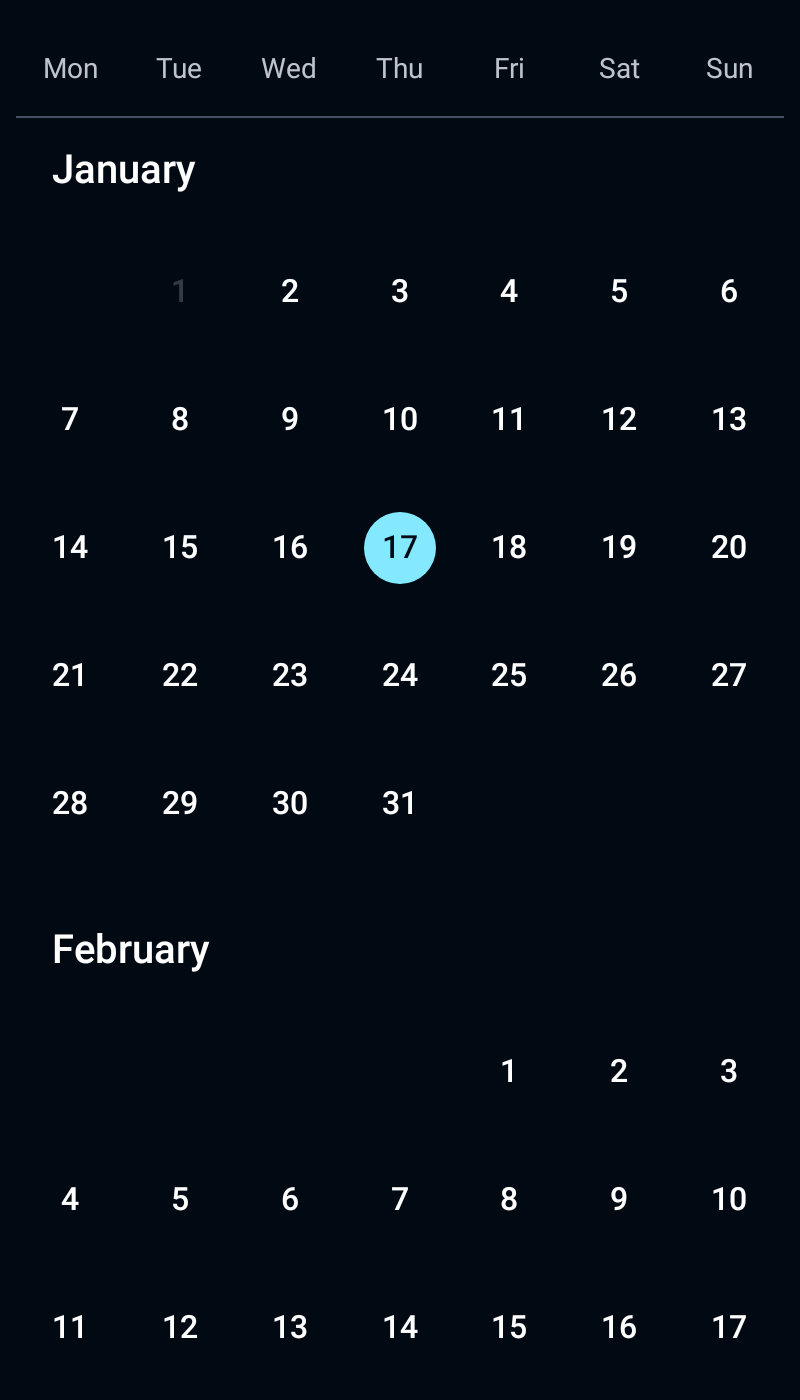 Mon Tue Wed Thu Fri Sat Sun
January
1 2 3 4 5 6
7 8 9 10 11 12 13
14 15 16 17 18 19 20
21 22 23 24 25 26 27
28 29 30 31
February
1 2 3
4 5 6 7 8 9 10
11 12 13 14 15 16 17